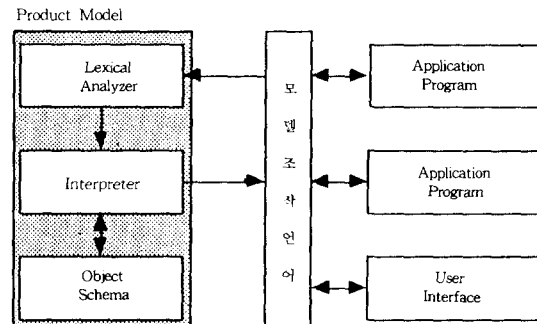 Product Model
Lexical
Analyzer
Interpreter
Object
Schema
모델조작언어
Application
Program
Application
Program
User
Interface